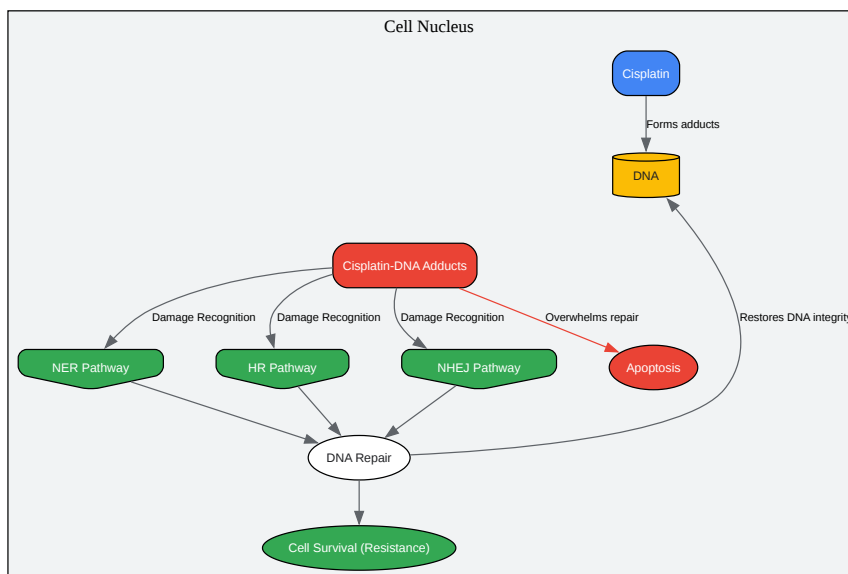 Cell Nucleus
Cisplatin
Forms adducts
DNA
Cisplatin-DNA Adducts
Damage Recognition
Damage Recognition
Damage Recognition
Overwhelms repair
Restores DNA integrity
NER Pathway
HR Pathway
NHEJ Pathway
Apoptosis
DNA Repair
Cell Survival (Resistance)